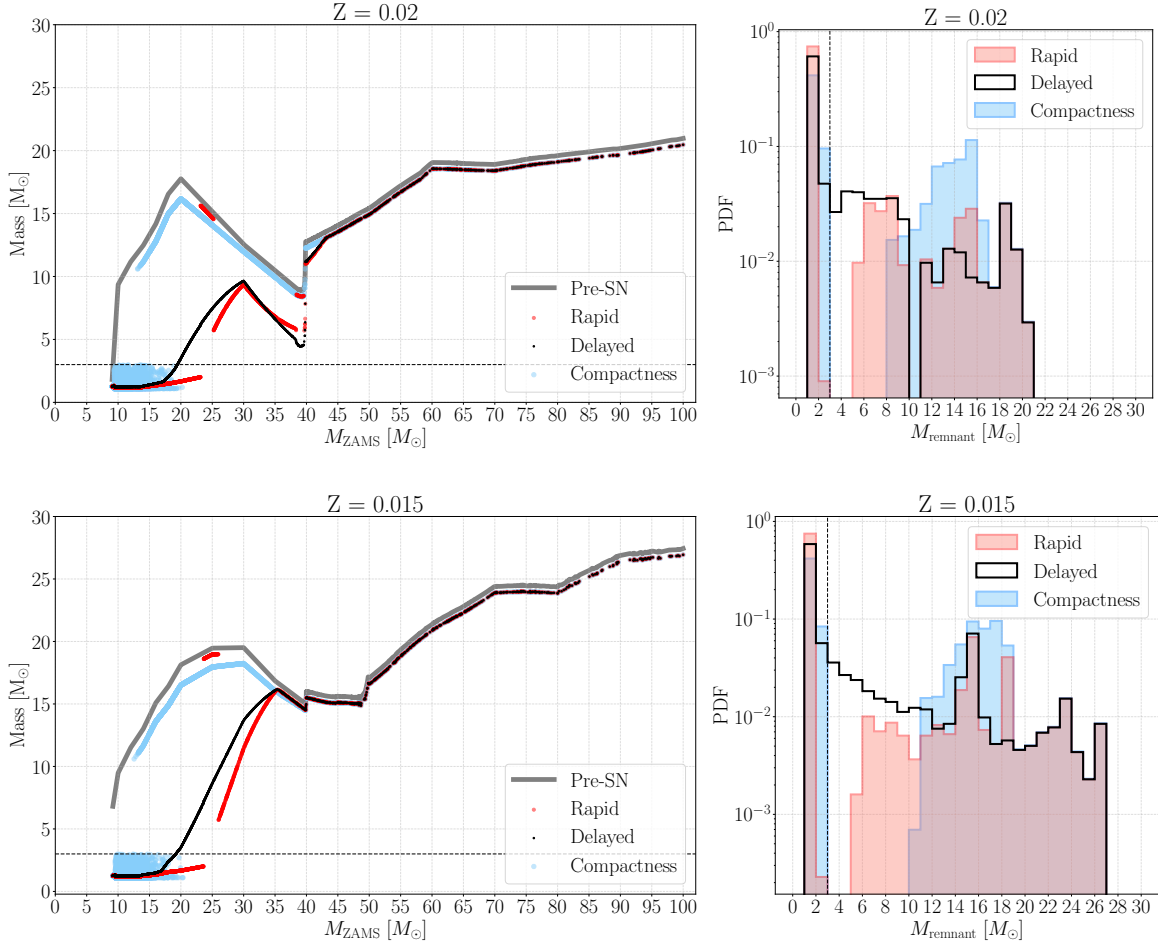 Z = 0.02
30
25
20
15
10
5
0
Mass [M⊙]
0 5 10 15 20 25 30 35 40 45 50 55 60 65 70 75 80 85 90 95 100
M_ZAMS [M⊙]
Pre-SN
Rapid
Delayed
Compactness
Z = 0.02
10^0
10^-1
10^-2
10^-3
PDF
0 2 4 6 8 10 12 14 16 18 20 22 24 26 28 30
M_remnant [M⊙]
Rapid
Delayed
Compactness
Z = 0.015
30
25
20
15
10
5
0
Mass [M⊙]
0 5 10 15 20 25 30 35 40 45 50 55 60 65 70 75 80 85 90 95 100
M_ZAMS [M⊙]
Pre-SN
Rapid
Delayed
Compactness
Z = 0.015
10^0
10^-1
10^-2
10^-3
PDF
0 2 4 6 8 10 12 14 16 18 20 22 24 26 28 30
M_remnant [M⊙]
Rapid
Delayed
Compactness